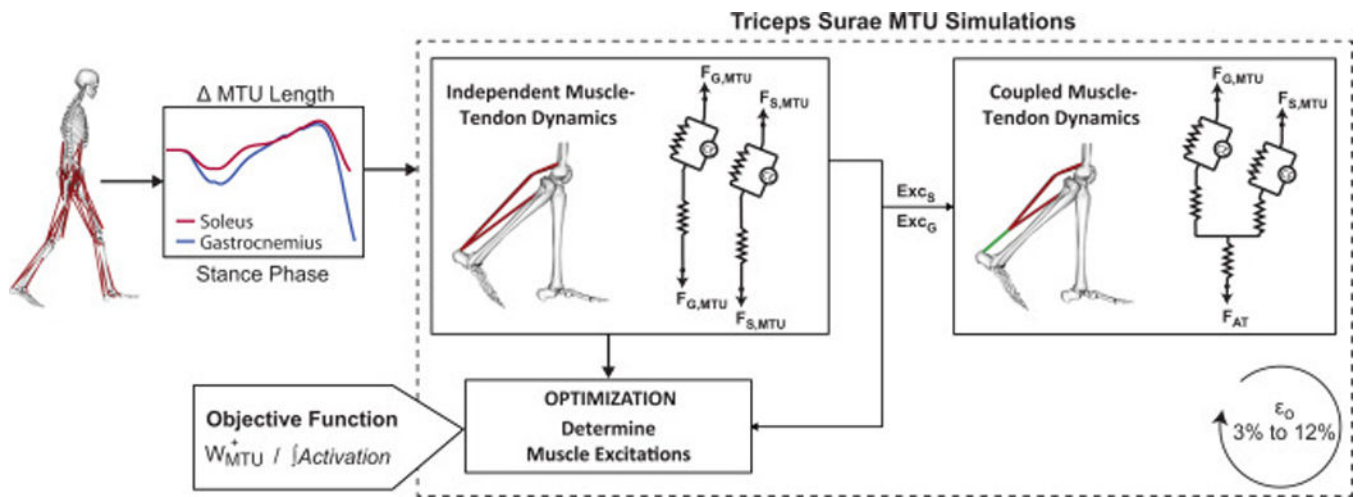 Triceps Surae MTU Simulations
Δ MTU Length
Soleus
Gastrocnemius
Stance Phase
Independent Muscle-
Tendon Dynamics
F_G,MTU
F_S,MTU
F_G,MTU
F_S,MTU
Exc_S
Exc_G
Coupled Muscle-
Tendon Dynamics
F_G,MTU
F_S,MTU
F_AT
Objective Function
W⁺_MTU / ∫Activation
OPTIMIZATION
Determine
Muscle Excitations
ε_o
3% to 12%